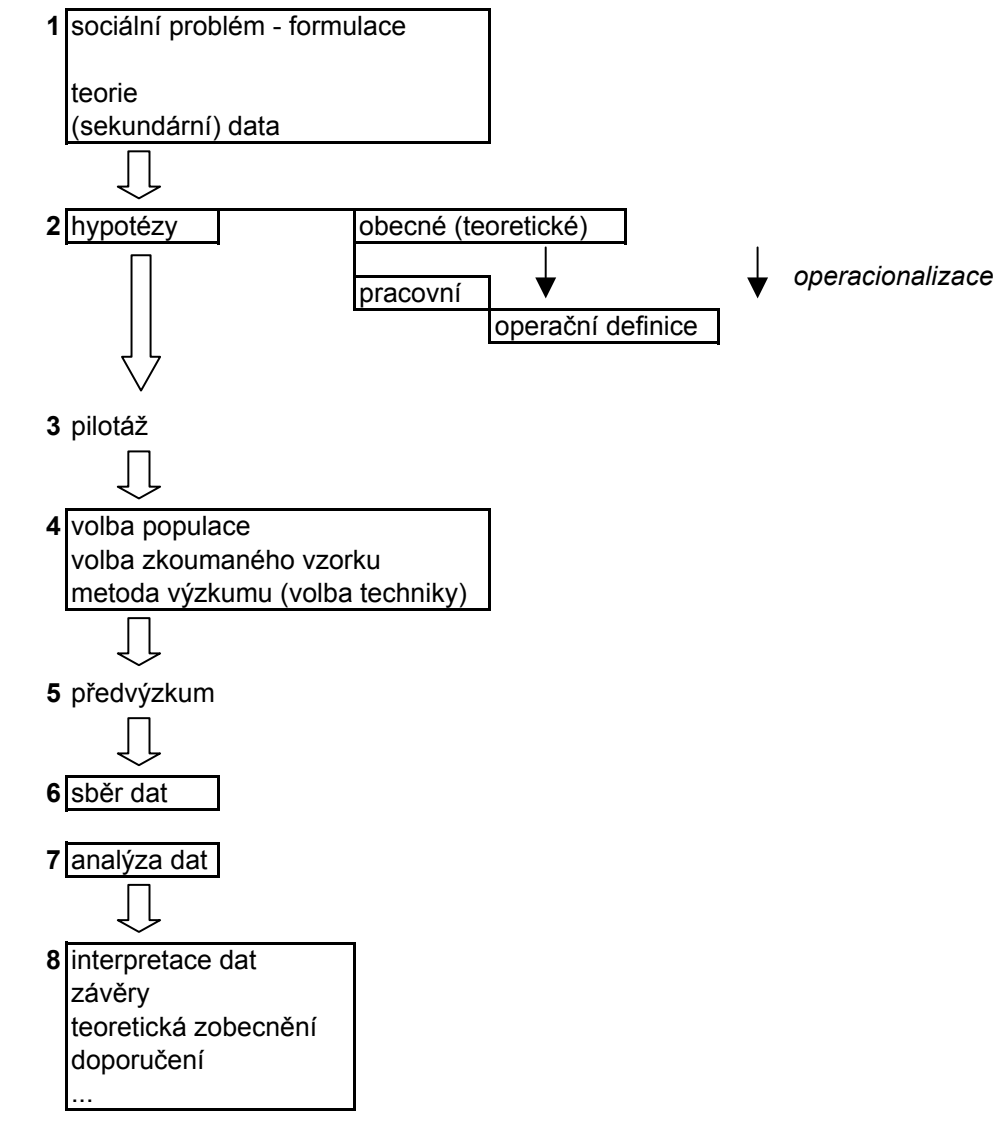 1 sociální problém - formulace
teorie
(sekundární) data
2 hypotézy obecné (teoretické)
operacionalizace
pracovní
operační definice
3 pilotáž
4 volba populace
volba zkoumaného vzorku
metoda výzkumu (volba techniky)
5 předvýzkum
6 sběr dat
7 analýza dat
8 interpretace dat
závěry
teoretická zobecnění
doporučení
...